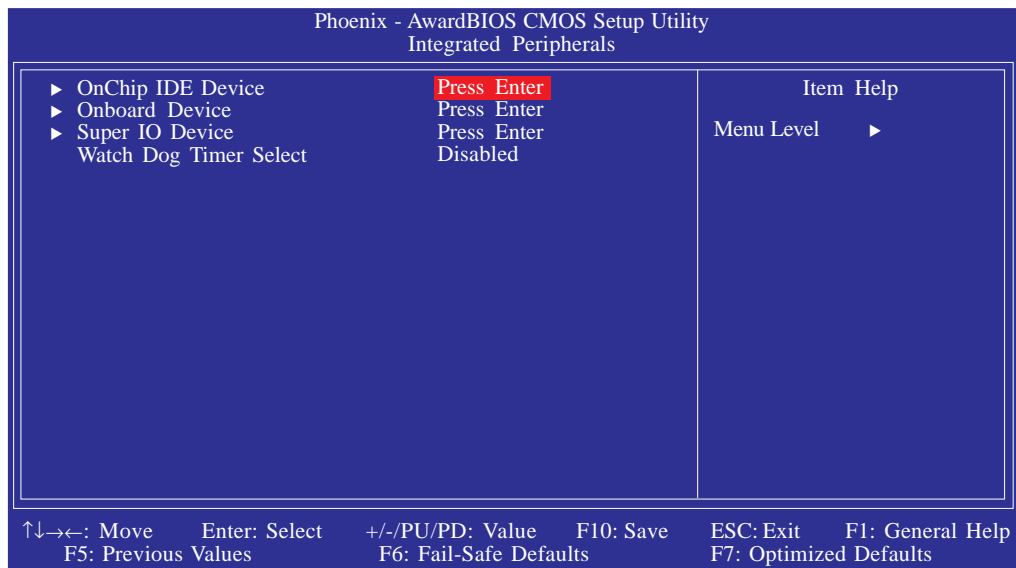 Phoenix - AwardBIOS CMOS Setup Utility
Integrated Peripherals
► OnChip IDE Device Press Enter
► Onboard Device Press Enter
► Super IO Device Press Enter
Watch Dog Timer Select Disabled
Item Help
Menu Level ►
↑↓→←: Move Enter: Select +/-/PU/PD: Value F10: Save ESC: Exit F1: General Help
F5: Previous Values F6: Fail-Safe Defaults F7: Optimized Defaults